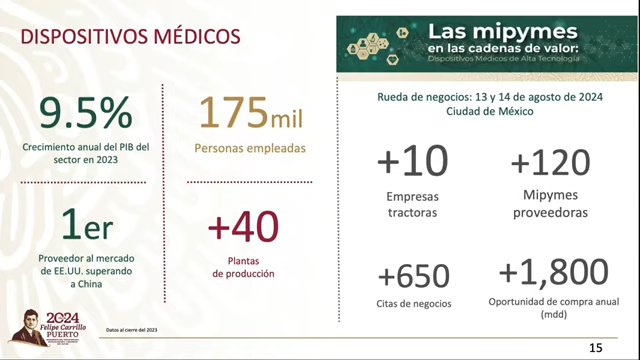 DISPOSITIVOS MÉDICOS
9.5%
Crecimiento anual del PIB del
sector en 2023
175mil
Personas empleadas
1er
Proveedor al mercado
de EE.UU. superando
a China
+40
Plantas
de producción
Las mipymes
en las cadenas de valor:
Dispositivos Médicos de Alta Tecnología
Rueda de negocios: 13 y 14 de agosto de 2024
Ciudad de México
+10
Empresas
tractoras
+120
Mipymes
proveedoras
+650
Citas de negocios
+1,800
Oportunidad de compra anual
(mdd)
2024
Felipe Carrillo
PUERTO
Datos al cierre del 2023
15